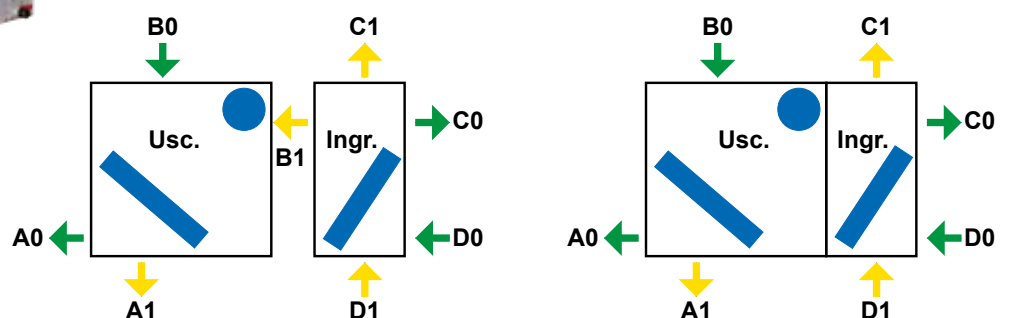 B0 C1 B0 C1
C0 C0
Usc. Ingr. Usc. Ingr.
B1
A0 D0 A0 D0
A1 D1 A1 D1